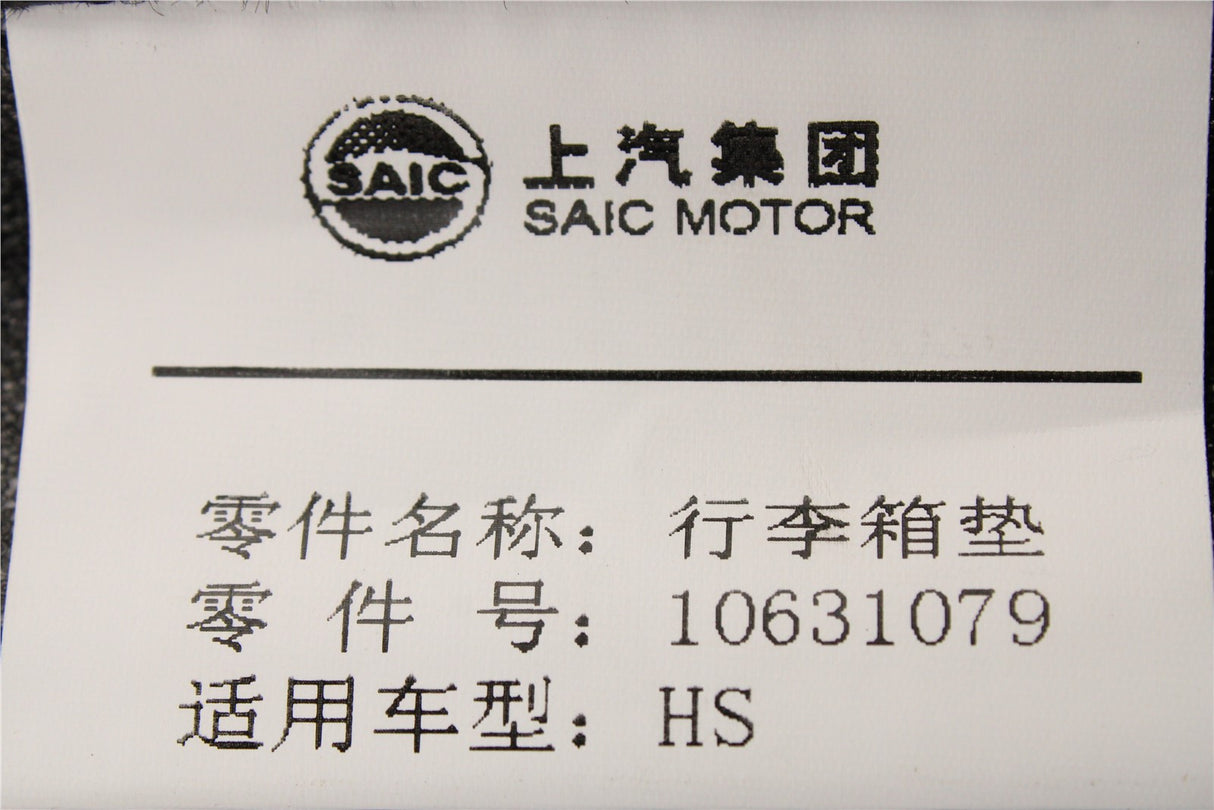 SAIC
上汽集团
SAIC MOTOR
零件名称：行李箱垫
零件号：10631079
适用车型：HS